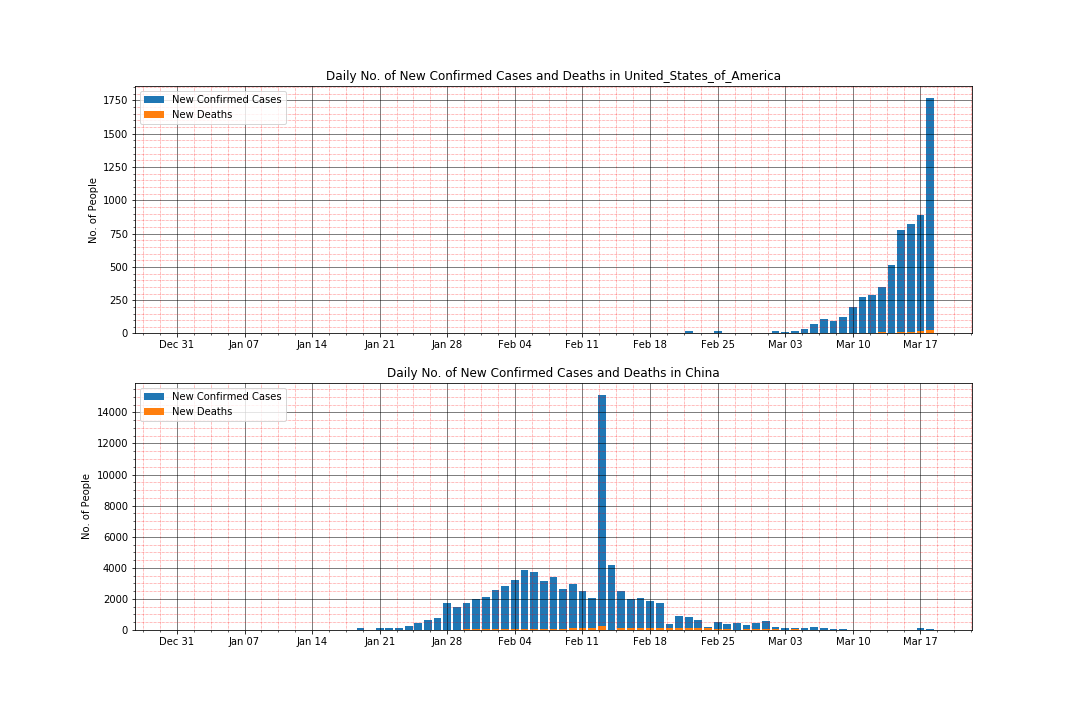 Daily No. of New Confirmed Cases and Deaths in United_States_of_America
New Confirmed Cases
New Deaths
No. of People
1750
1500
1250
1000
750
500
250
0
Dec 31 Jan 07 Jan 14 Jan 21 Jan 28 Feb 04 Feb 11 Feb 18 Feb 25 Mar 03 Mar 10 Mar 17
Daily No. of New Confirmed Cases and Deaths in China
New Confirmed Cases
New Deaths
No. of People
14000
12000
10000
8000
6000
4000
2000
0
Dec 31 Jan 07 Jan 14 Jan 21 Jan 28 Feb 04 Feb 11 Feb 18 Feb 25 Mar 03 Mar 10 Mar 17